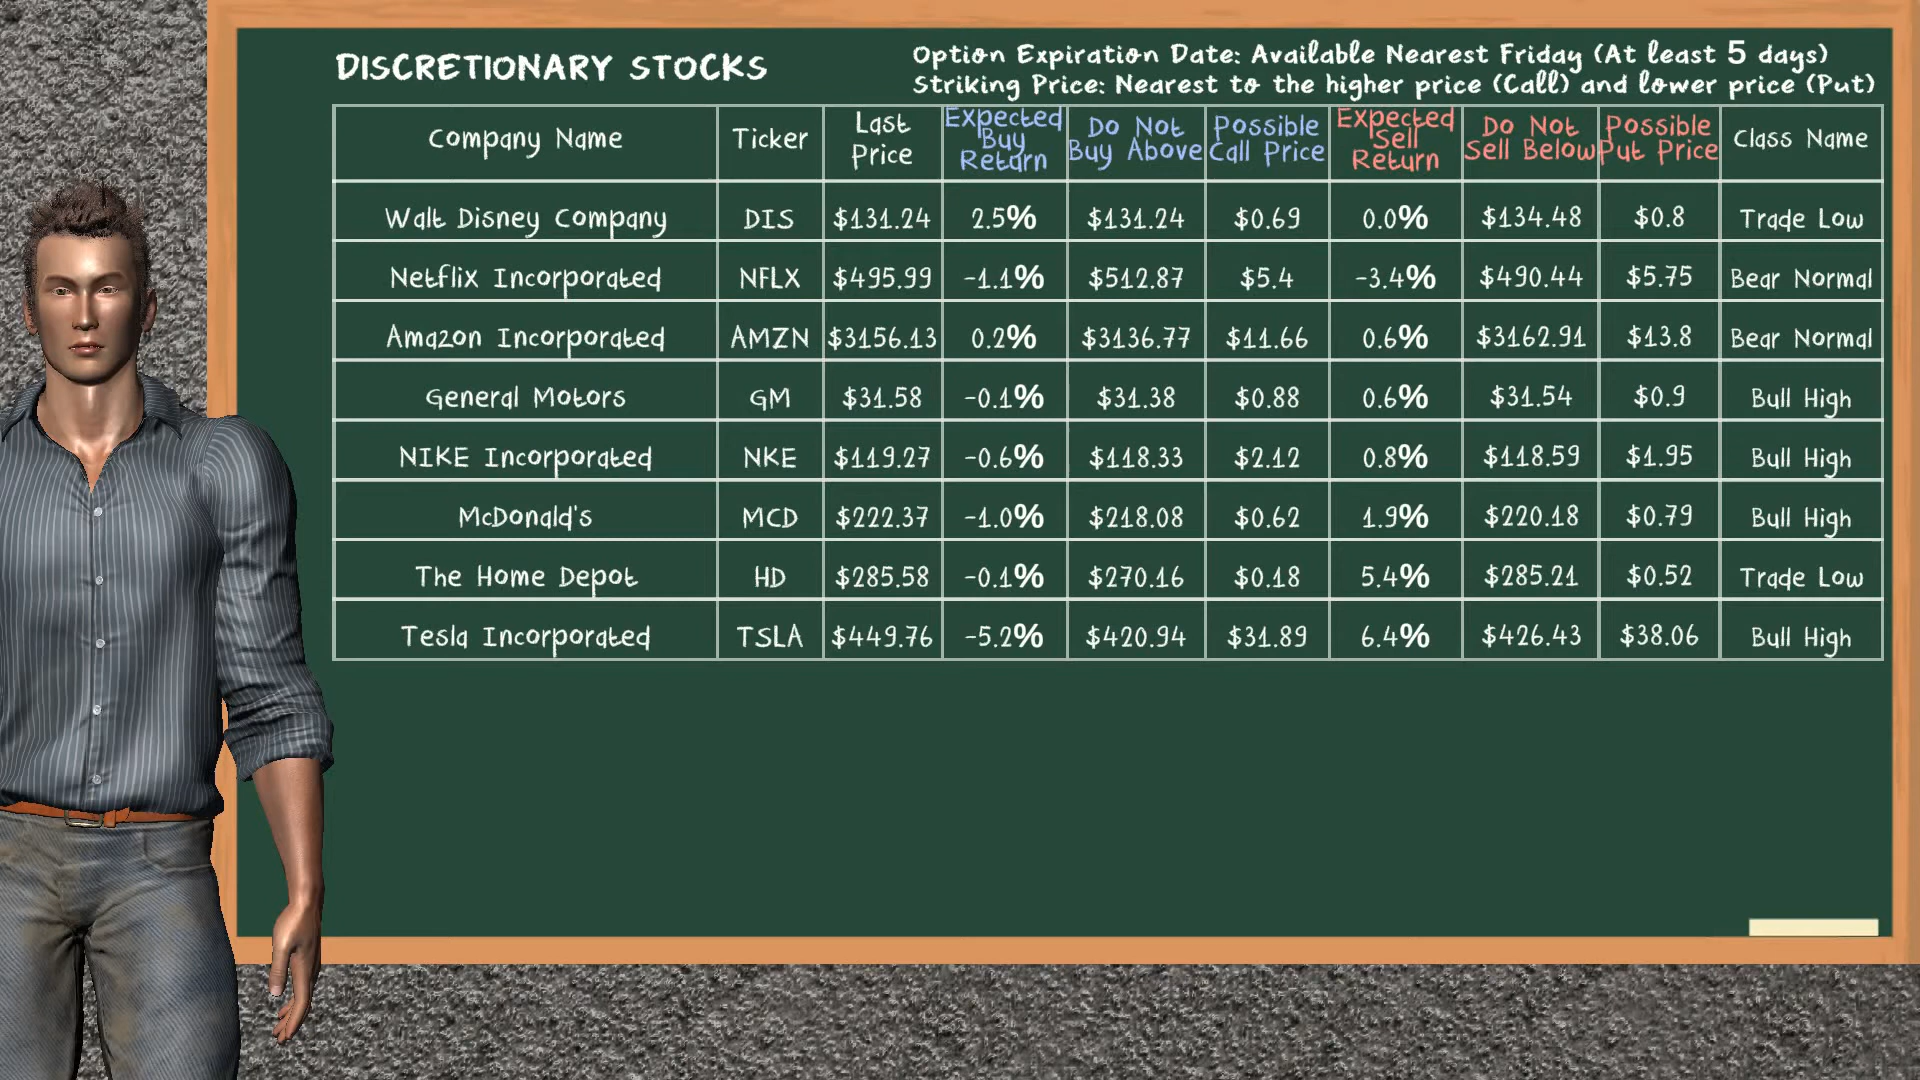 DISCRETIONARY STOCKS
Option Expiration Date: Available Nearest Friday (At least 5 days)
Striking Price: Nearest to the higher price (Call) and lower price (Put)
Company Name Ticker Last Price Expected Buy Return Do Not Buy Above Possible Call Price Expected Sell Return Do Not Sell Below Possible Put Price Class Name
Walt Disney Company DIS $131.24 2.5% $131.24 $0.69 0.0% $134.48 $0.8 Trade Low
Netflix Incorporated NFLX $495.99 -1.1% $512.87 $5.4 -3.4% $490.44 $5.75 Bear Normal
Amazon Incorporated AMZN $3156.13 0.2% $3136.77 $11.66 0.6% $3162.91 $13.8 Bear Normal
General Motors GM $31.58 -0.1% $31.38 $0.88 0.6% $31.54 $0.9 Bull High
NIKE Incorporated NKE $119.27 -0.6% $118.33 $2.12 0.8% $118.59 $1.95 Bull High
McDonald's MCD $222.37 -1.0% $218.08 $0.62 1.9% $220.18 $0.79 Bull High
The Home Depot HD $285.58 -0.1% $270.16 $0.18 5.4% $285.21 $0.52 Trade Low
Tesla Incorporated TSLA $449.76 -5.2% $420.94 $31.89 6.4% $426.43 $38.06 Bull High